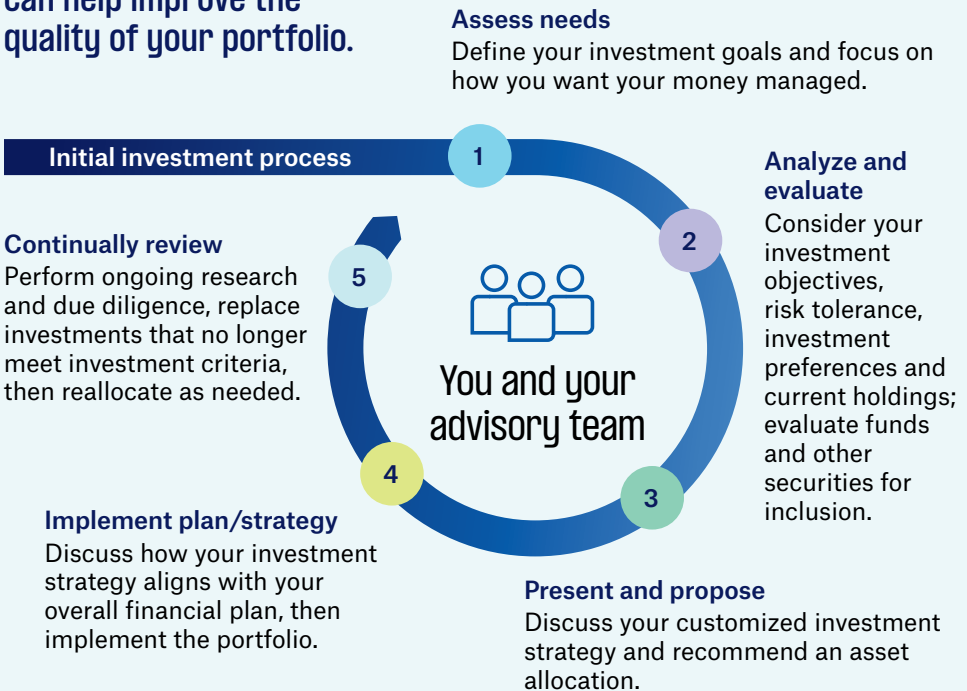 can help improve the
quality of your portfolio.
Initial investment process
1
Assess needs
Define your investment goals and focus on
how you want your money managed.
2
Analyze and
evaluate
Consider your
investment
objectives,
risk tolerance,
investment
preferences and
current holdings;
evaluate funds
and other
securities for
inclusion.
3
Present and propose
Discuss your customized investment
strategy and recommend an asset
allocation.
4
Implement plan/strategy
Discuss how your investment
strategy aligns with your
overall financial plan, then
implement the portfolio.
5
Continually review
Perform ongoing research
and due diligence, replace
investments that no longer
meet investment criteria,
then reallocate as needed.
You and your
advisory team